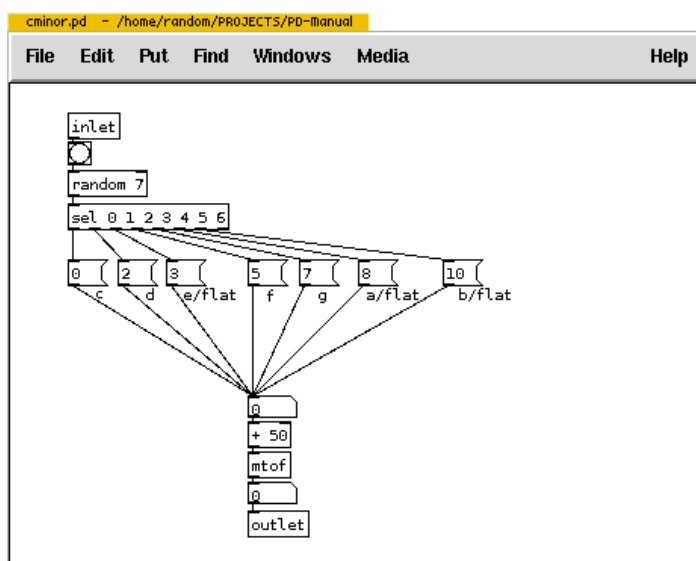 cminor.pd - /home/random/PROJECTS/PD-Manual
File Edit Put Find Windows Media Help
inlet
random 7
sel 0 1 2 3 4 5 6
0 2 3 5 7 8 10
c d e/flat f g a/flat b/flat
0
+ 50
mtof
0
outlet